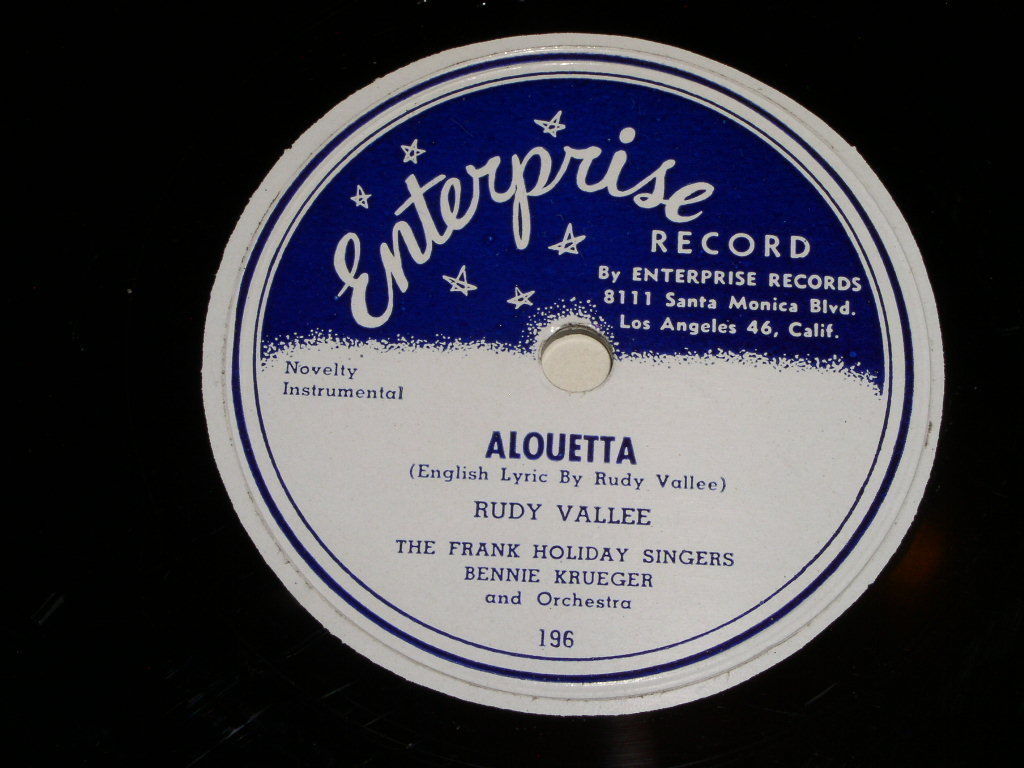 Enterprise
RECORD
By ENTERPRISE RECORDS
8111 Santa Monica Blvd.
Los Angeles 46, Calif.
Novelty
Instrumental
ALOUETTA
(English Lyric By Rudy Vallee)
RUDY VALLEE
THE FRANK HOLIDAY SINGERS
BENNIE KRUEGER
and Orchestra
196